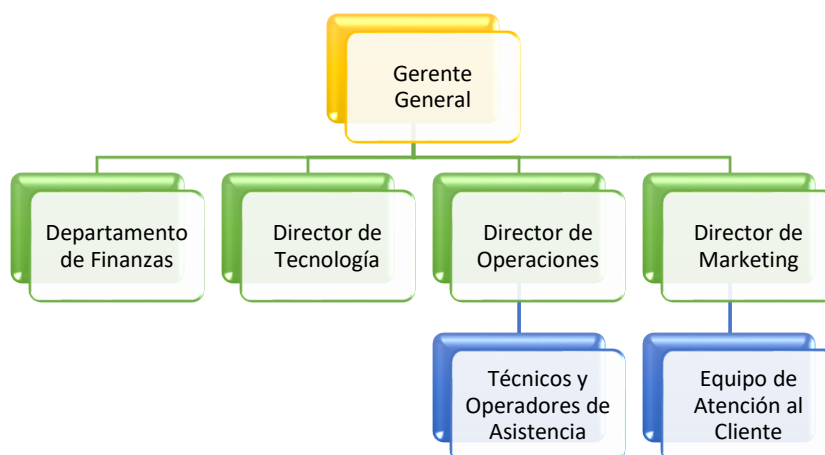 Gerente
General
Departamento
de Finanzas
Director de
Tecnología
Director de
Operaciones
Director de
Marketing
Técnicos y
Operadores de
Asistencia
Equipo de
Atención al
Cliente